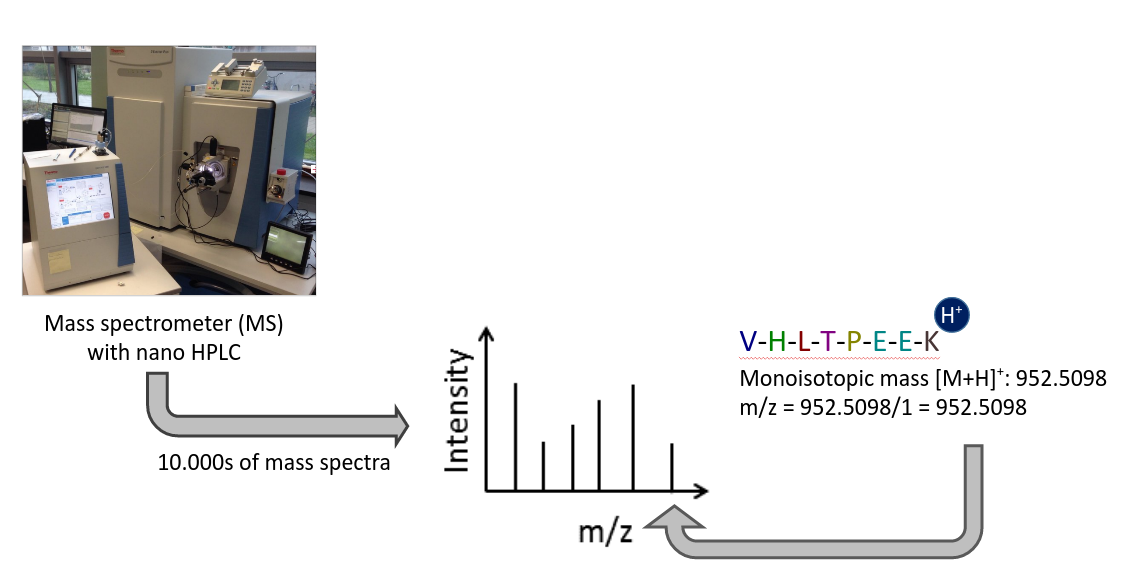 Mass spectrometer (MS)
with nano HPLC
10.000s of mass spectra
Intensity
m/z
H⁺
V-H-L-T-P-E-E-K
Monoisotopic mass [M+H]⁺: 952.5098
m/z = 952.5098/1 = 952.5098